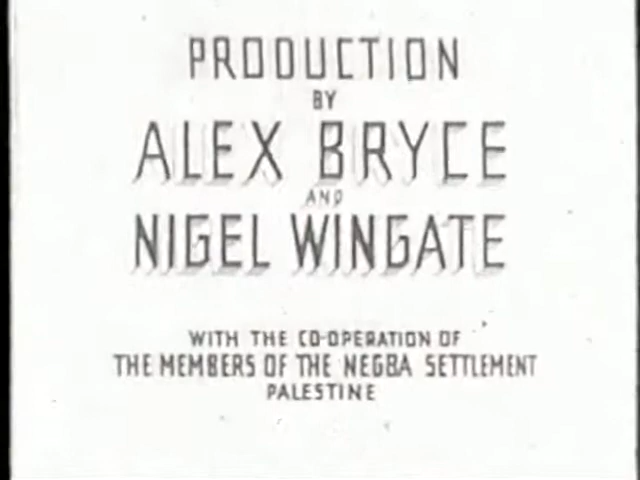 PRODUCTION
BY
ALEX BRYCE
AND
NIGEL WINGATE
WITH THE CO-OPERATION OF
THE MEMBERS OF THE NEGBA SETTLEMENT
PALESTINE